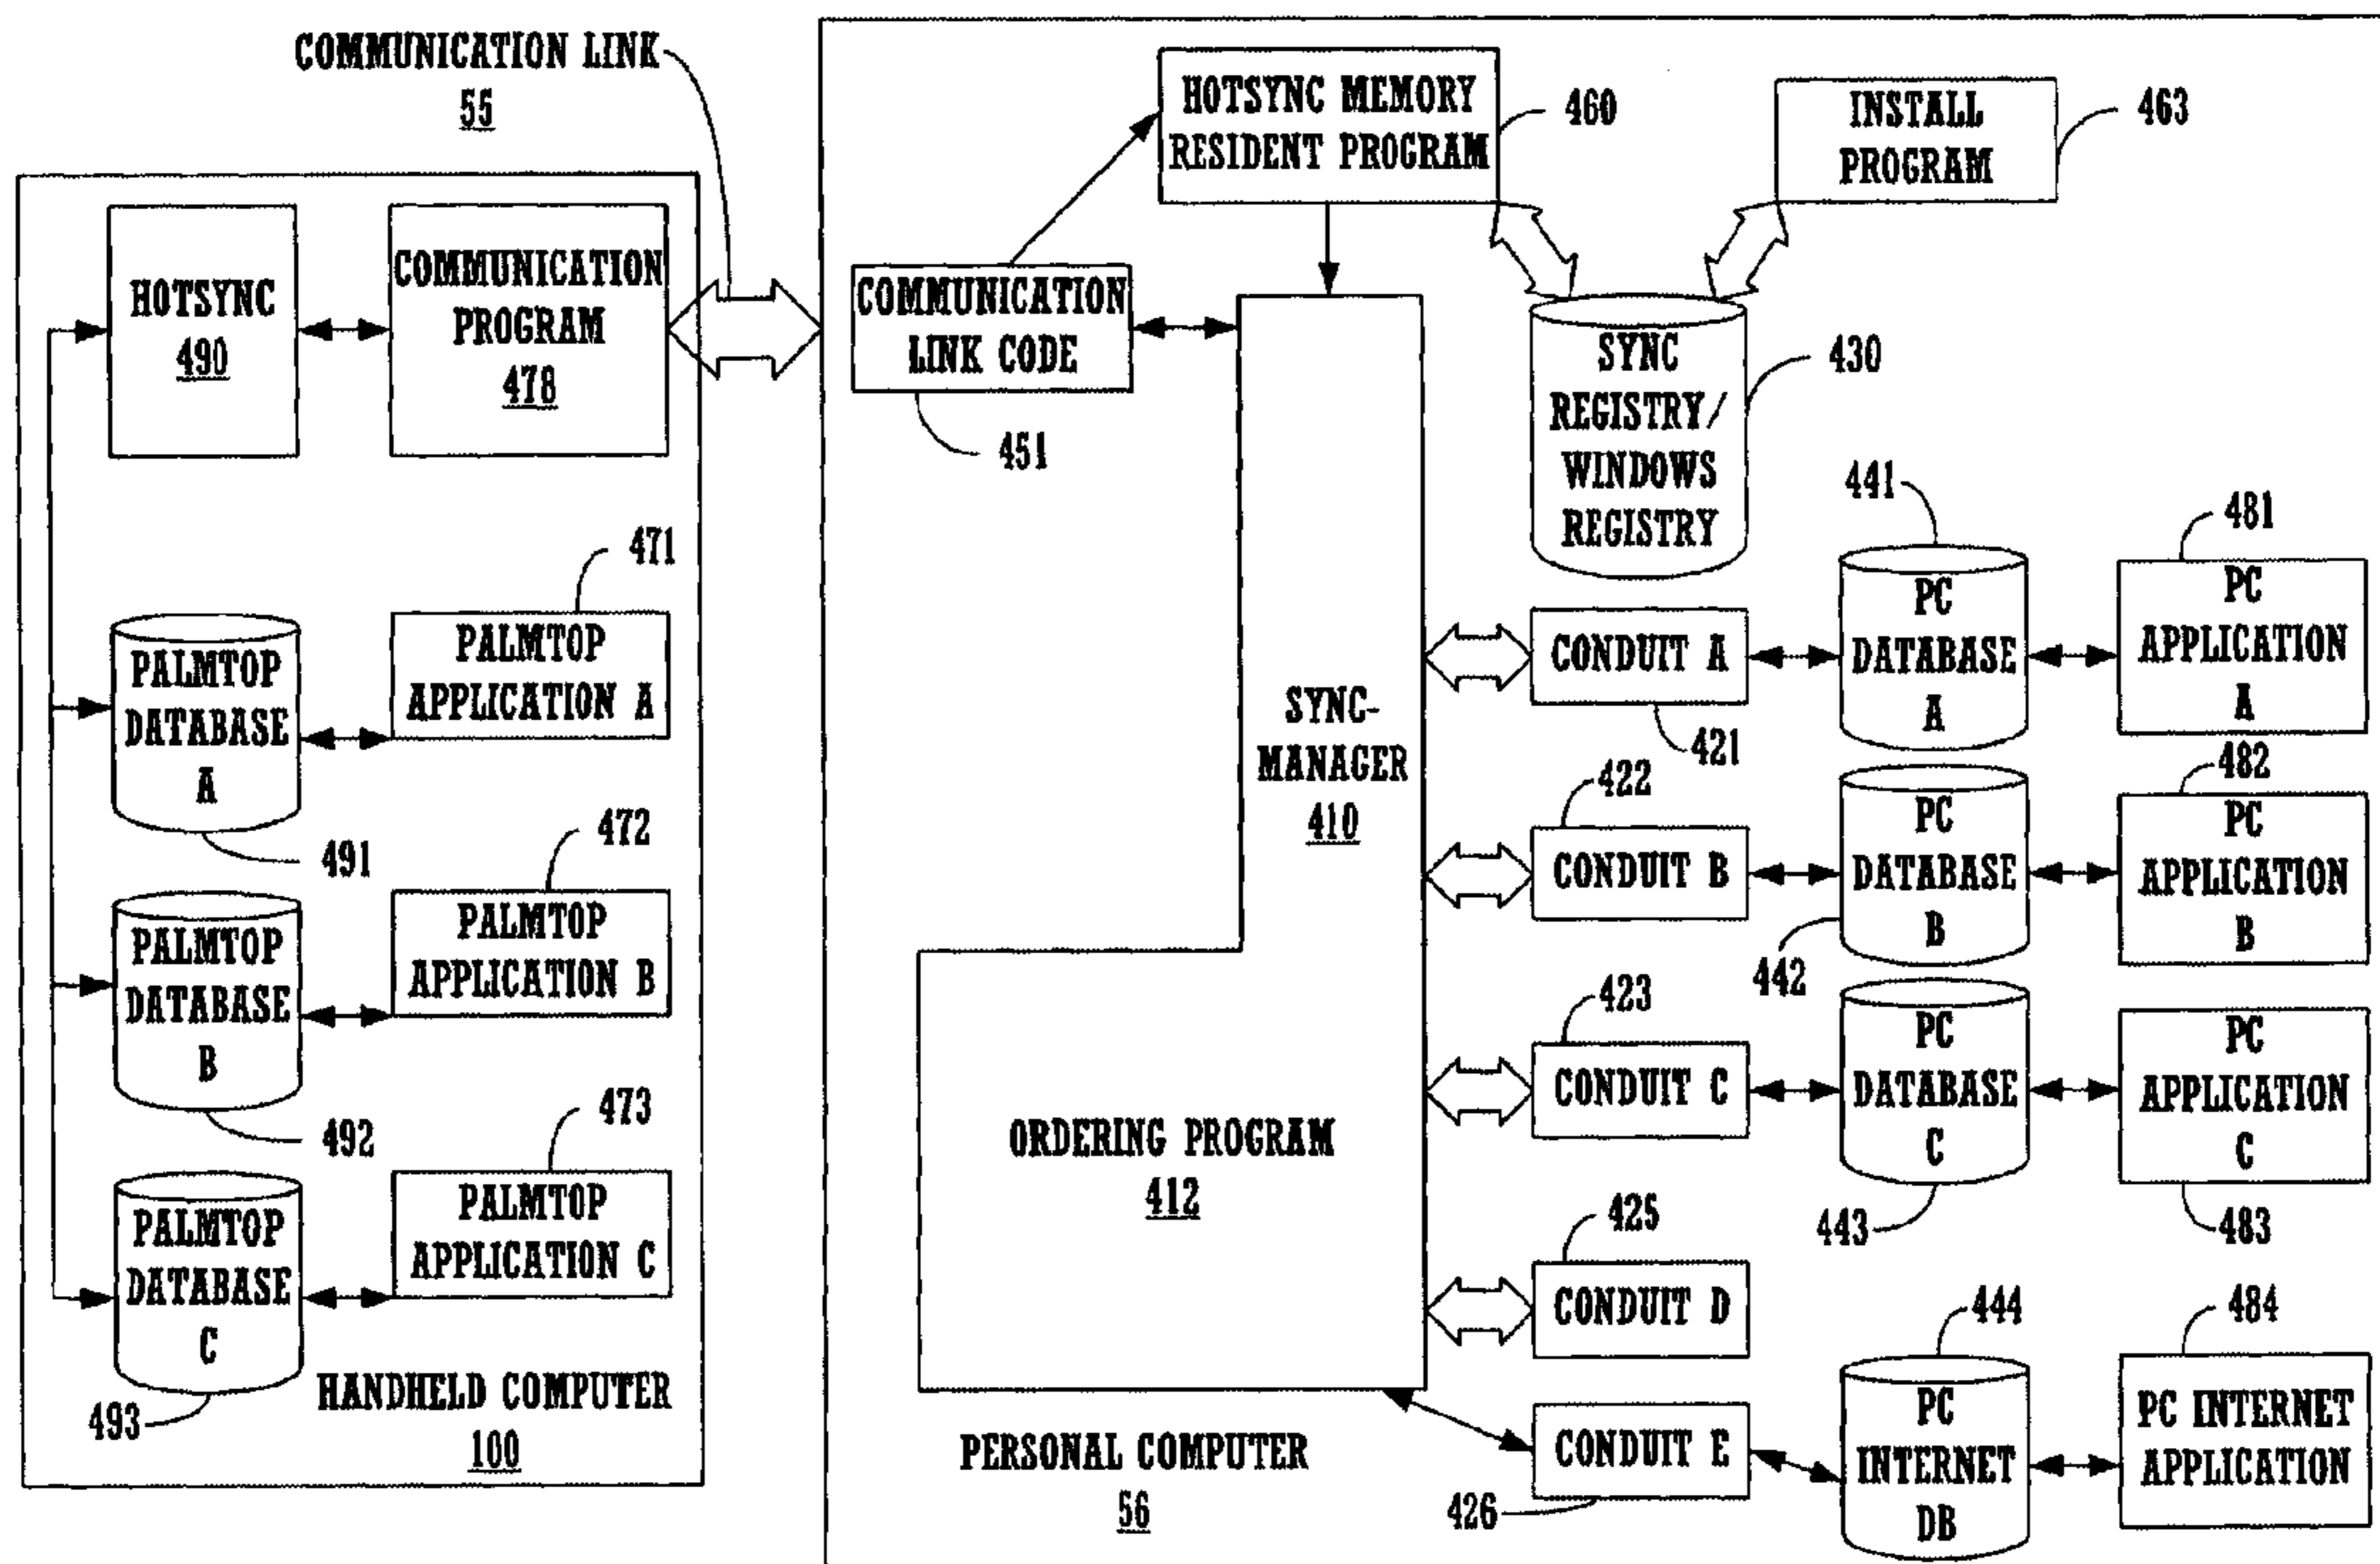 COMMUNICATION LINK
55
HOTSYNC
490
COMMUNICATION
PROGRAM
478
471
PALMTOP
DATABASE
A
491
PALMTOP
APPLICATION A
472
PALMTOP
DATABASE
B
492
PALMTOP
APPLICATION B
473
PALMTOP
DATABASE
C
493
PALMTOP
APPLICATION C
HANDHELD COMPUTER
100
HOTSYNC MEMORY
RESIDENT PROGRAM
460
INSTALL
PROGRAM
463
COMMUNICATION
LINK CODE
451
SYNC
REGISTRY/
WINDOWS
REGISTRY
430
SYNC-
MANAGER
410
ORDERING PROGRAM
412
CONDUIT A
421
441
PC
DATABASE
A
481
PC
APPLICATION
A
422
CONDUIT B
PC
DATABASE
B
442
482
PC
APPLICATION
B
423
CONDUIT C
PC
DATABASE
C
443
PC
APPLICATION
C
483
425
CONDUIT D
CONDUIT E
426
444
PC
INTERNET
DB
484
PC INTERNET
APPLICATION
PERSONAL COMPUTER
56